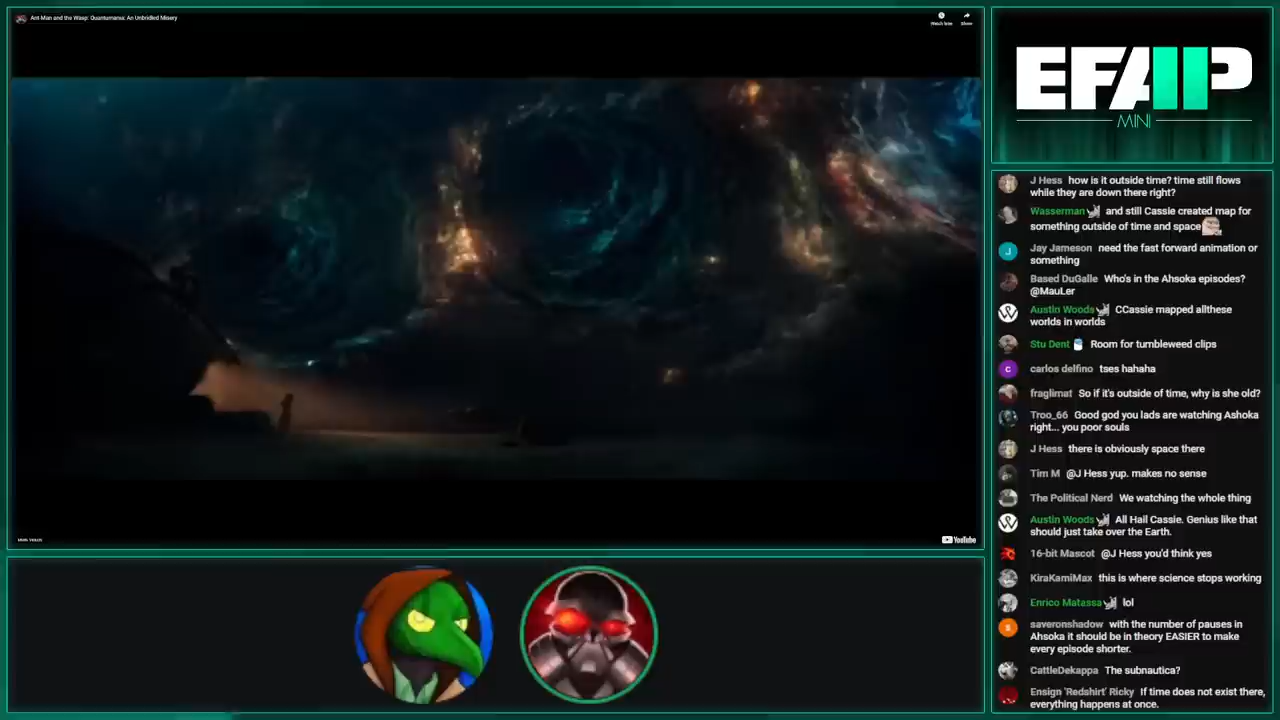 Ant-Man and the Wasp: Quantumania: An Unbridled Misery
Watch later
Share
EFAP
MINI
J Hess how is it outside time? time still flows
while they are down there right?
Wasserman and still Cassie created map for
something outside of time and space
Jay Jameson need the fast forward animation or
something
Based DuGalle Who's in the Ahsoka episodes?
@MauLer
Austin Woods CCassie mapped allthese
worlds in worlds
Stu Dent Room for tumbleweed clips
carlos delfino tses hahaha
fraglimat So if it's outside of time, why is she old?
Troo_66 Good god you lads are watching Ashoka
right... you poor souls
J Hess there is obviously space there
Tim M @J Hess yup. makes no sense
The Political Nerd We watching the whole thing
Austin Woods All Hail Cassie. Genius like that
should just take over the Earth.
16-bit Mascot @J Hess you'd think yes
KiraKamiMax this is where science stops working
Enrico Matassa lol
saveronshadow with the number of pauses in
Ahsoka it should be in theory EASIER to make
every episode shorter.
CattleDekappa The subnautica?
Ensign 'Redshirt' Ricky If time does not exist there,
everything happens at once.
MORE VIDEOS
YouTube